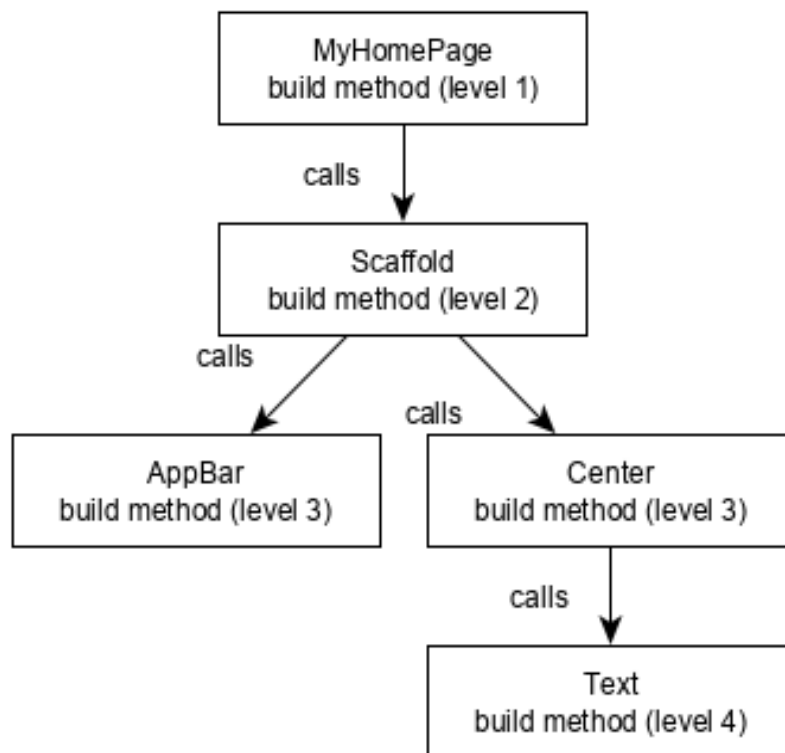 MyHomePage
build method (level 1)
calls
Scaffold
build method (level 2)
calls
calls
AppBar
build method (level 3)
Center
build method (level 3)
calls
Text
build method (level 4)